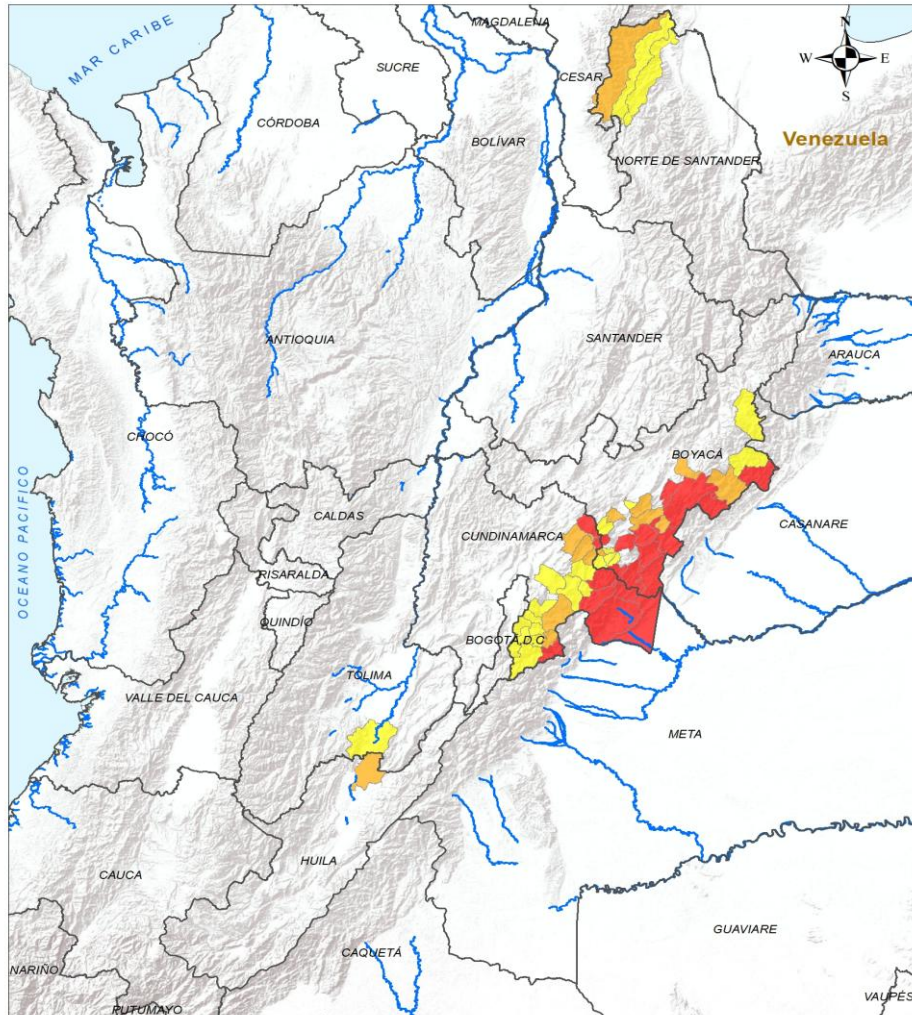 MAGDALENA
MAR CARIBE
N
W E
S
SUCRE
CESAR
CÓRDOBA
BOLÍVAR
Venezuela
NORTE DE SANTANDER
ANTIOQUIA
SANTANDER
ARAUCA
CHOCÓ
BOYACÁ
CALDAS
CASANARE
CUNDINAMARCA
OCEANO PACIFICO
RISARALDA
QUINDÍO
BOGOTÁ,D.C
TOLIMA
VALLE DEL CAUCA
META
HUILA
CAUCA
GUAVIARE
CAQUETÁ
NARIÑO
VAUPÉS
PUTUMAYO